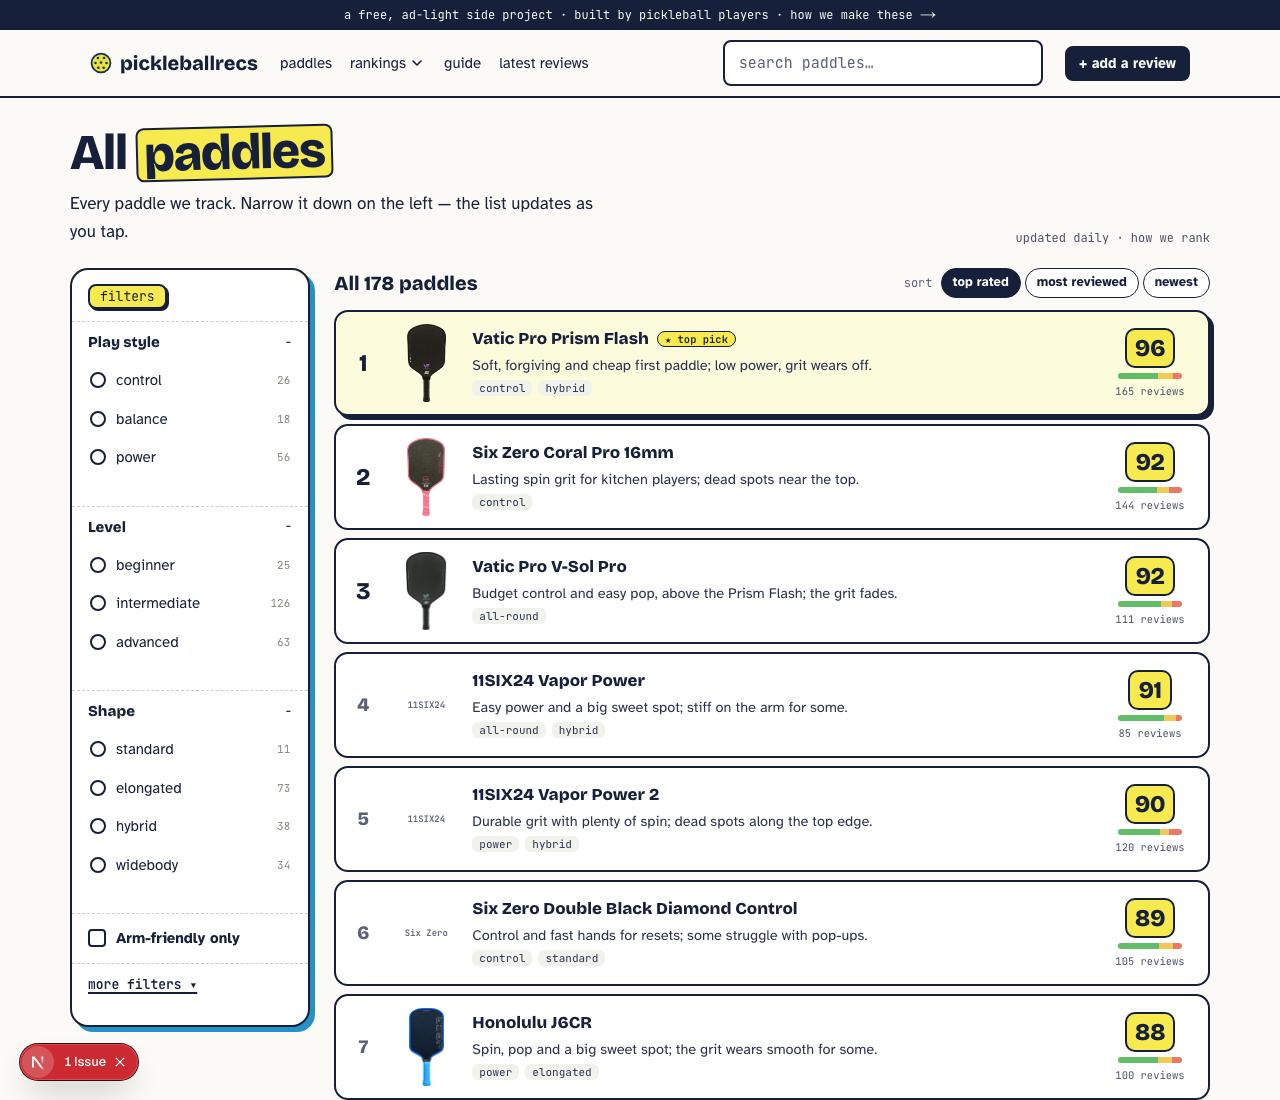 a free, ad-light side project · built by pickleball players · how we make these →
pickleballrecs
paddles
rankings
guide
latest reviews
search paddles…
+ add a review
All paddles
Every paddle we track. Narrow it down on the left — the list updates as
you tap.
updated daily · how we rank
filters
Play style -
control 26
balance 18
power 56
Level -
beginner 25
intermediate 126
advanced 63
Shape -
standard 11
elongated 73
hybrid 38
widebody 34
Arm-friendly only
more filters ▾
All 178 paddles
sort
top rated
most reviewed
newest
1
Vatic Pro Prism Flash
★ top pick
Soft, forgiving and cheap first paddle; low power, grit wears off.
control hybrid
96
165 reviews
2
Six Zero Coral Pro 16mm
Lasting spin grit for kitchen players; dead spots near the top.
control
92
144 reviews
3
Vatic Pro V-Sol Pro
Budget control and easy pop, above the Prism Flash; the grit fades.
all-round
92
111 reviews
4
11SIX24
11SIX24 Vapor Power
Easy power and a big sweet spot; stiff on the arm for some.
all-round hybrid
91
85 reviews
5
11SIX24
11SIX24 Vapor Power 2
Durable grit with plenty of spin; dead spots along the top edge.
power hybrid
90
120 reviews
6
Six Zero
Six Zero Double Black Diamond Control
Control and fast hands for resets; some struggle with pop-ups.
control standard
89
105 reviews
7
Honolulu J6CR
Spin, pop and a big sweet spot; the grit wears smooth for some.
power elongated
88
100 reviews
N
1 Issue ×